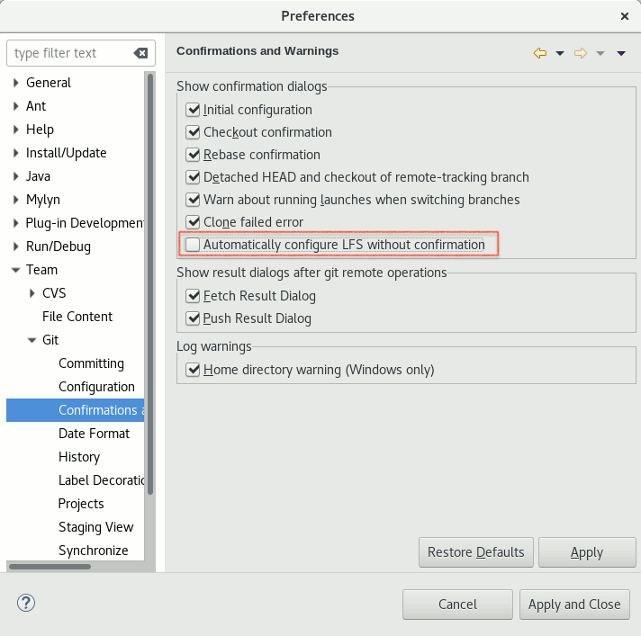 Preferences
type filter text
General
Ant
Help
Install/Update
Java
Mylyn
Plug-in Developmen
Run/Debug
Team
CVS
File Content
Git
Committing
Configuration
Confirmations a
Date Format
History
Label Decoratic
Projects
Staging View
Synchronize
Confirmations and Warnings
Show confirmation dialogs
Initial configuration
Checkout confirmation
Rebase confirmation
Detached HEAD and checkout of remote-tracking branch
Warn about running launches when switching branches
Clone failed error
Automatically configure LFS without confirmation
Show result dialogs after git remote operations
Fetch Result Dialog
Push Result Dialog
Log warnings
Home directory warning (Windows only)
Restore Defaults
Apply
Cancel
Apply and Close